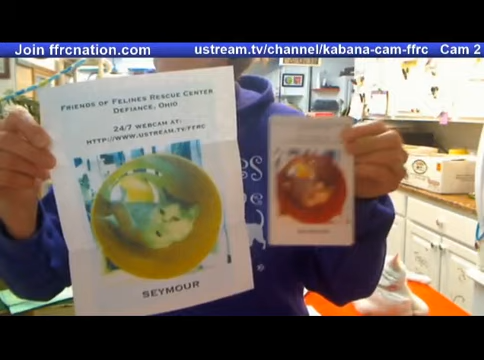 Join ffrcnation.com
ustream.tv/channel/kabana-cam-ffrc Cam 2
FRIENDS OF FELINES RESCUE CENTER
DEFIANCE, OHIO
24/7 WEBCAM AT:
HTTP://WWW.USTREAM.TV/FFRC
SEYMOUR